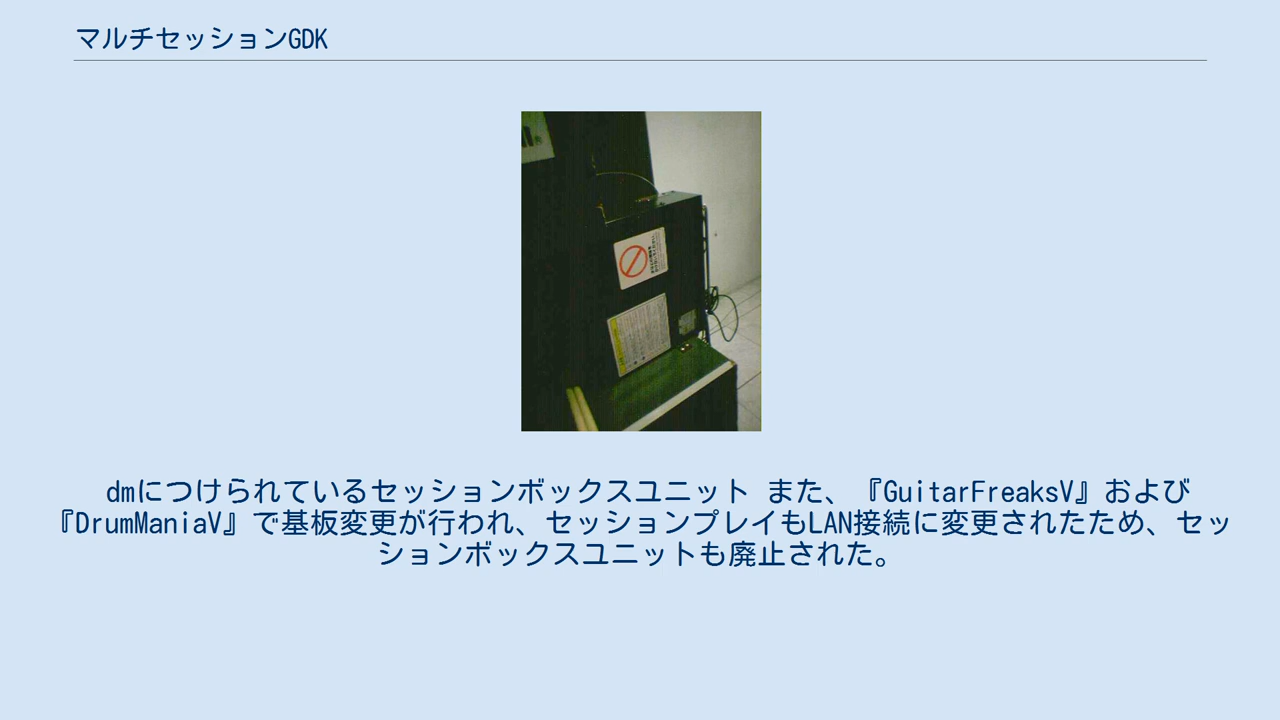 マルチセッションGDK
dmにつけられているセッションボックスユニット また、『GuitarFreaksV』および
『DrumManiaV』で基板変更が行われ、セッションプレイもLAN接続に変更されたため、セッ
ションボックスユニットも廃止された。